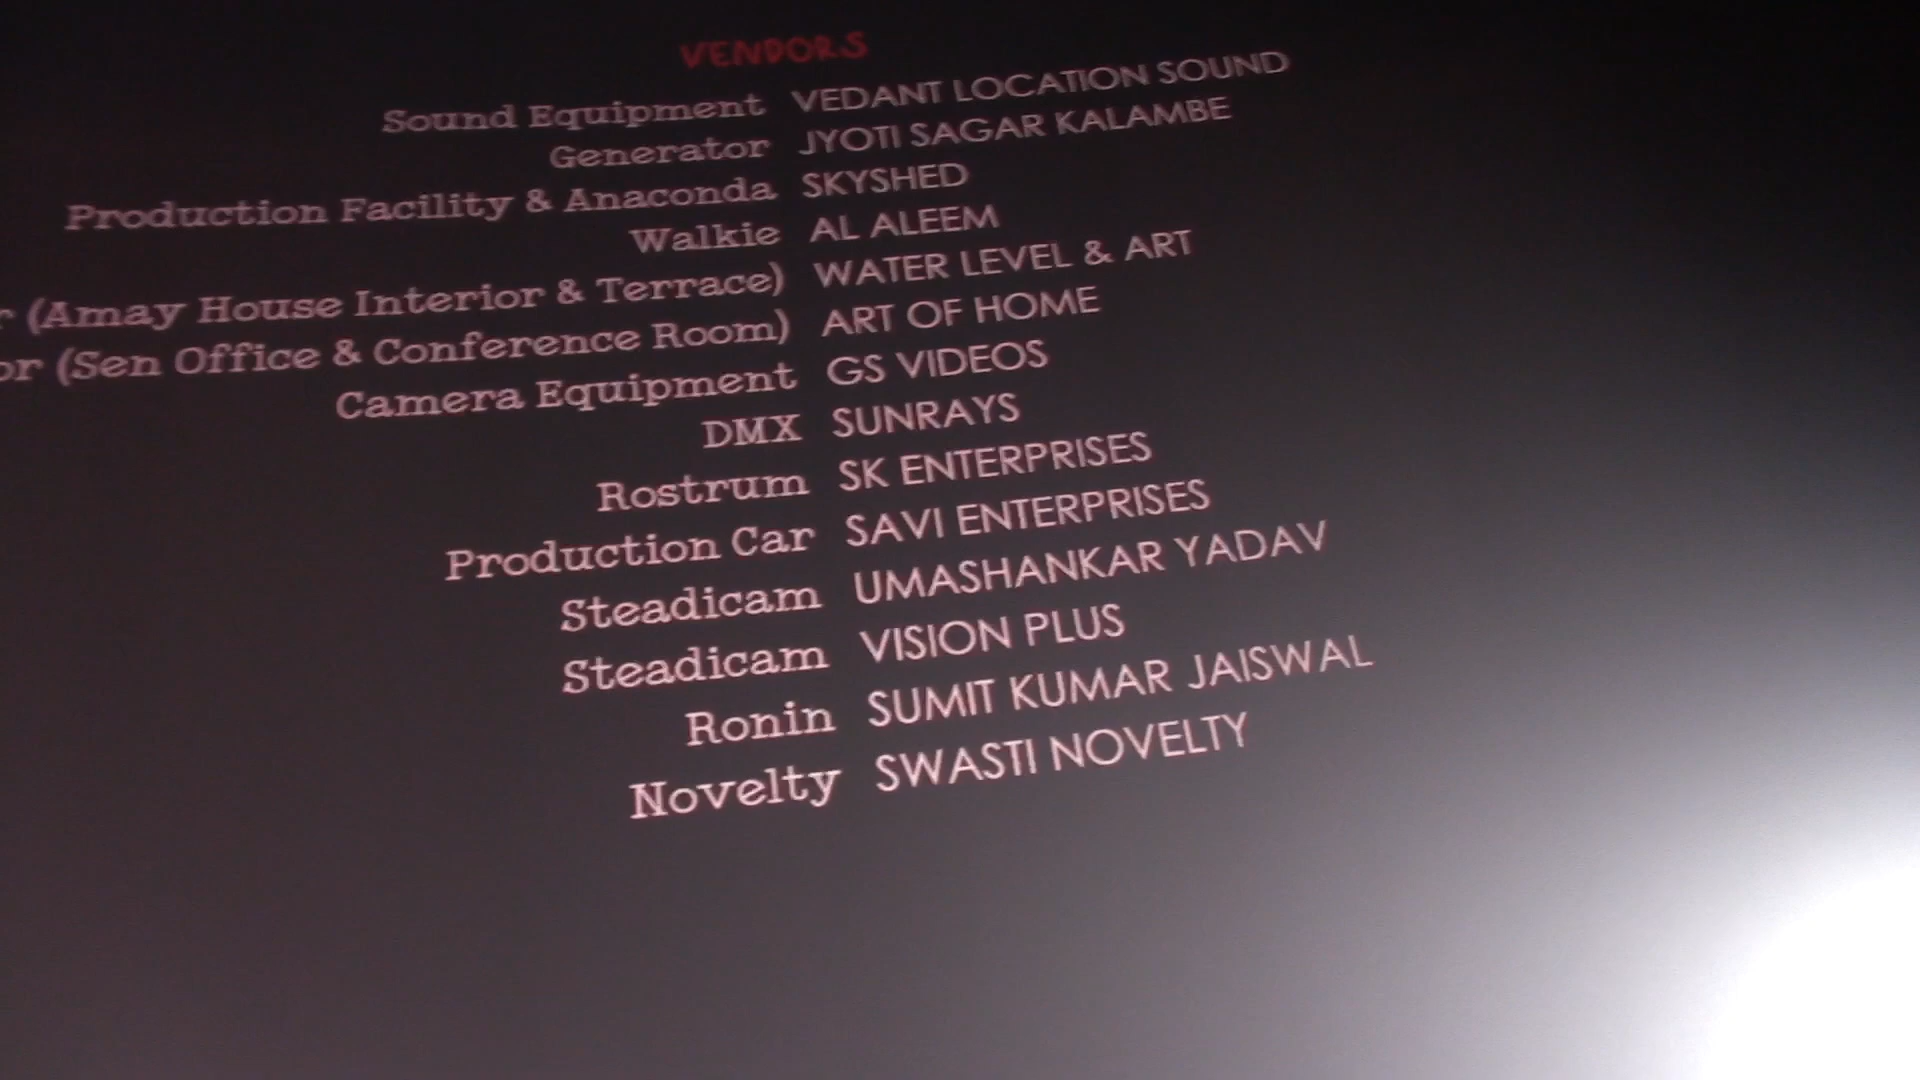 VENDORS
Sound Equipment VEDANT LOCATION SOUND
Generator JYOTI SAGAR KALAMBE
Production Facility & Anaconda SKYSHED
Walkie AL ALEEM
(Amay House Interior & Terrace) WATER LEVEL & ART
(Sen Office & Conference Room) ART OF HOME
Camera Equipment GS VIDEOS
DMX SUNRAYS
Rostrum SK ENTERPRISES
Production Car SAVI ENTERPRISES
Steadicam UMASHANKAR YADAV
Steadicam VISION PLUS
Ronin SUMIT KUMAR JAISWAL
Novelty SWASTI NOVELTY